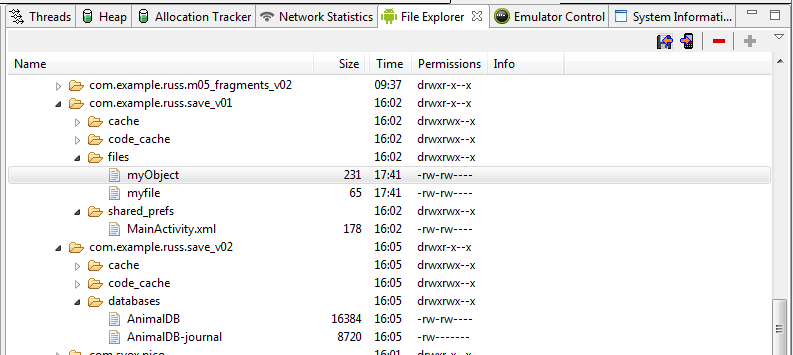 Threads Heap Allocation Tracker Network Statistics File Explorer Emulator Control System Informati...
Name Size Time Permissions Info
com.example.russ.m05_fragments_v02 09:37 drwxr-x--x
com.example.russ.save_v01 16:02 drwxr-x--x
cache 16:02 drwxrwx--x
code_cache 16:02 drwxrwx--x
files 16:02 drwxrwx--x
myObject 231 17:41 -rw-rw----
myfile 65 17:41 -rw-rw----
shared_prefs 16:02 drwxrwx--x
MainActivity.xml 178 16:02 -rw-rw----
com.example.russ.save_v02 16:05 drwxr-x--x
cache 16:05 drwxrwx--x
code_cache 16:05 drwxrwx--x
databases 16:05 drwxrwx--x
AnimalDB 16384 16:05 -rw-rw----
AnimalDB-journal 8720 16:05 -rw-------
com.svox.pico 16:01 drwxr-x--x